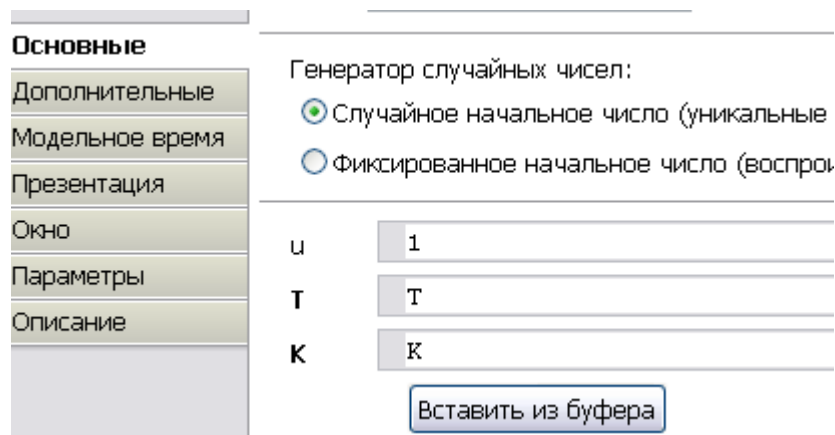 Основные
Дополнительные
Модельное время
Презентация
Окно
Параметры
Описание
Генератор случайных чисел:
Случайное начальное число (уникальные
Фиксированное начальное число (
u 1
T T
K K
Вставить из буфера